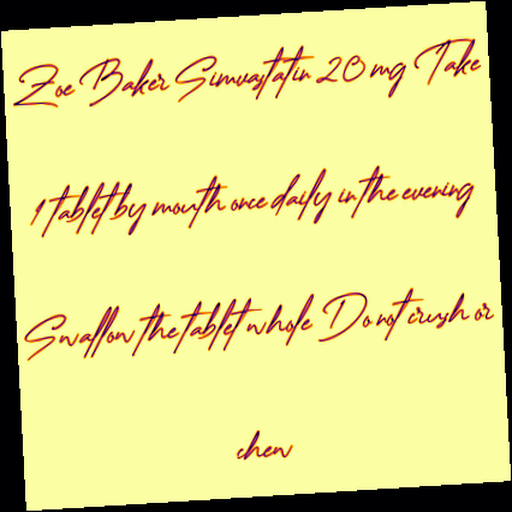 Zoe Baker Simvastatin 20 mg Take
1 tablet by mouth once daily in the evening
Swallow the tablet whole Do not crush or
chew